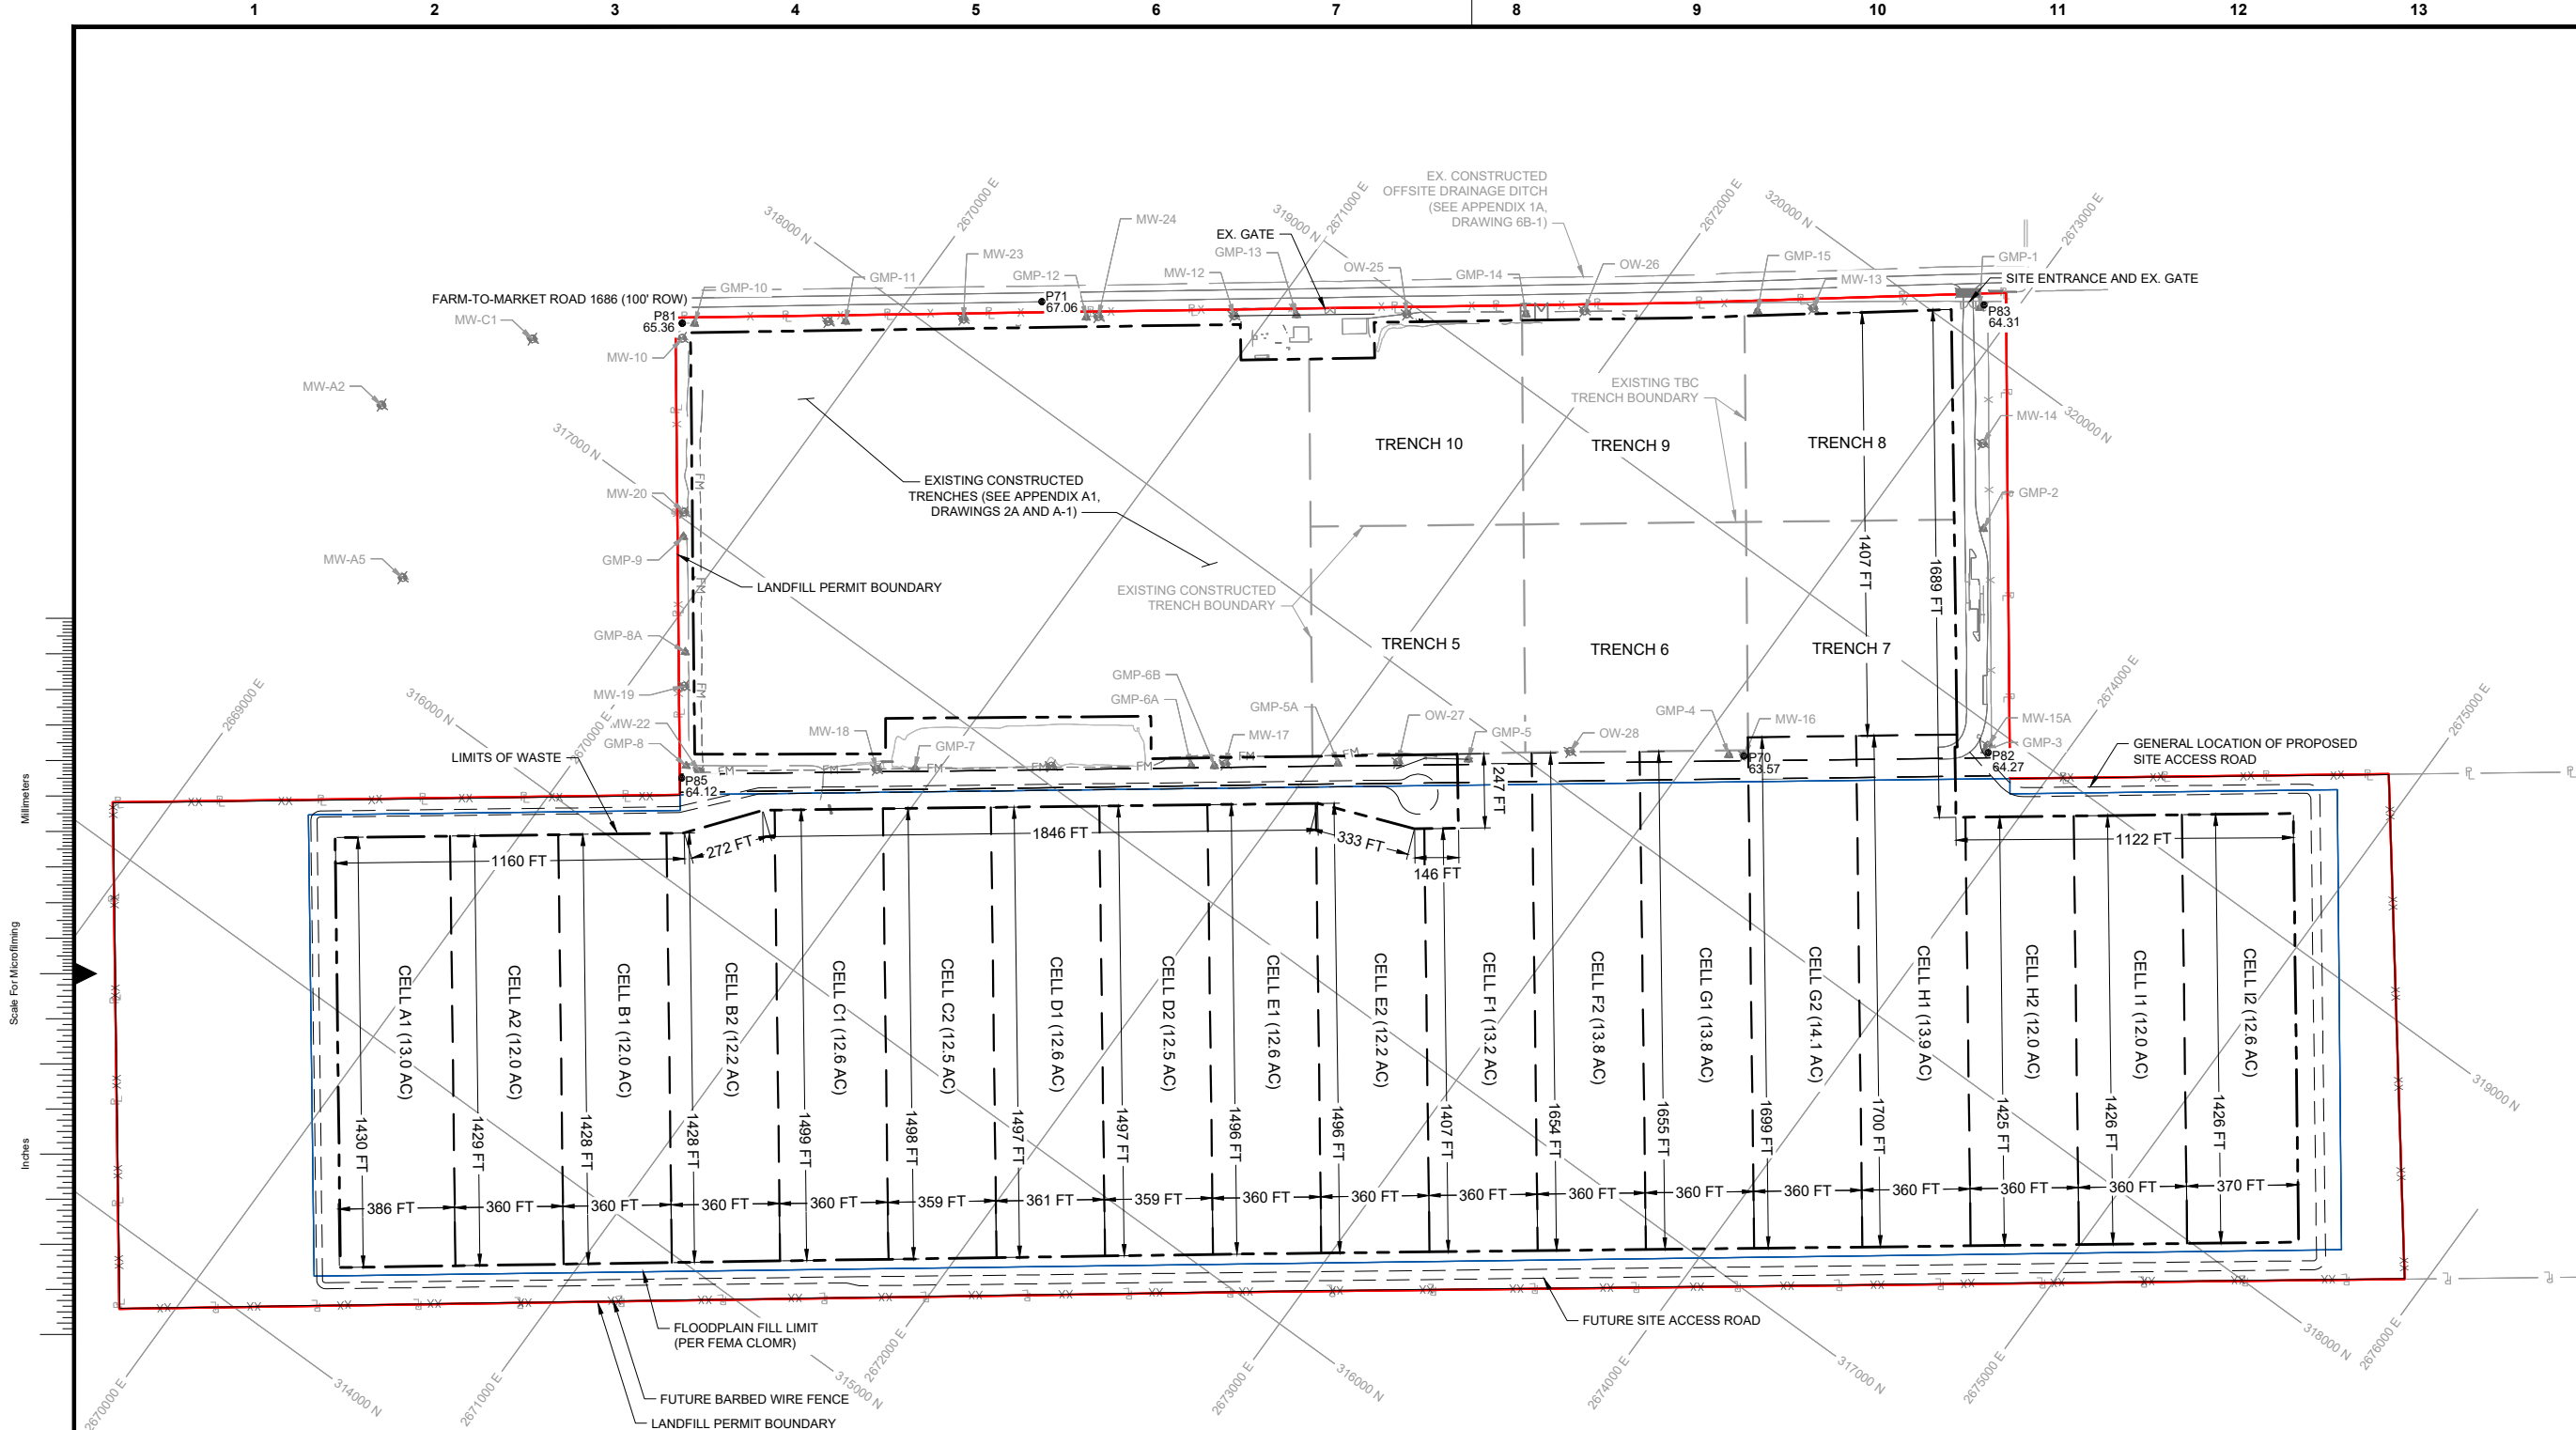 1 2 3 4 5 6 7 8 9 10 11 12 13
318000 N
2670000 E
MW-24
319000 N
2671000 E
EX. CONSTRUCTED
OFFSITE DRAINAGE DITCH
(SEE APPENDIX 1A,
DRAWING 6B-1)
2672000 E
320000 N
2673000 E
EX. GATE
GMP-13
MW-23
GMP-12
MW-12
OW-25
GMP-14
OW-26
GMP-15
MW-13
GMP-1
SITE ENTRANCE AND EX. GATE
GMP-11
GMP-10
FARM-TO-MARKET ROAD 1686 (100' ROW)
P71
67.06
P81
65.36
P83
64.31
MW-C1
MW-10
MW-A2
EXISTING TBC
TRENCH BOUNDARY
320000 N
MW-14
317000 N
TRENCH 10
TRENCH 9
TRENCH 8
EXISTING CONSTRUCTED
TRENCHES (SEE APPENDIX A1,
DRAWINGS 2A AND A-1)
MW-20
FM
GMP-2
GMP-9
MW-A5
1407 FT
1689 FT
LANDFILL PERMIT BOUNDARY
FM
EXISTING CONSTRUCTED
TRENCH BOUNDARY
GMP-8A
TRENCH 5
TRENCH 6
TRENCH 7
MW-19
FM
2669000 E
316000 N
2670000 E
GMP-6B
GMP-6A
GMP-5A
OW-27
GMP-4
MW-16
2674000 E
2675000 E
MW-22
GMP-8
MW-18
GMP-7
MW-17
GMP-5
OW-28
MW-15A
GMP-3
LIMITS OF WASTE
FM FM FM FM FM FM
P70
63.57
P82
64.27
GENERAL LOCATION OF PROPOSED
SITE ACCESS ROAD
P85
64.12
247 FT
1160 FT
272 FT
1846 FT
333 FT
146 FT
1122 FT
Millimeters
Scale For Microfilming
Inches
CELL A1 (13.0 AC)
CELL A2 (12.0 AC)
CELL B1 (12.0 AC)
CELL B2 (12.2 AC)
CELL C1 (12.6 AC)
CELL C2 (12.5 AC)
CELL D1 (12.6 AC)
CELL D2 (12.5 AC)
CELL E1 (12.6 AC)
CELL E2 (12.2 AC)
CELL F1 (13.2 AC)
CELL F2 (13.8 AC)
CELL G1 (13.8 AC)
CELL G2 (14.1 AC)
CELL H1 (13.9 AC)
CELL H2 (12.0 AC)
CELL I1 (12.0 AC)
CELL I2 (12.6 AC)
319000 N
1430 FT
1429 FT
1428 FT
1428 FT
1499 FT
1498 FT
1497 FT
1497 FT
1496 FT
1496 FT
1407 FT
1654 FT
1655 FT
1699 FT
1700 FT
1425 FT
1426 FT
1426 FT
386 FT 360 FT 360 FT 360 FT 360 FT 359 FT 361 FT 359 FT 360 FT 360 FT 360 FT 360 FT 360 FT 360 FT 360 FT 360 FT 360 FT 370 FT
FLOODPLAIN FILL LIMIT
(PER FEMA CLOMR)
FUTURE SITE ACCESS ROAD
FUTURE BARBED WIRE FENCE
LANDFILL PERMIT BOUNDARY
2670000 E
314000 N
2671000 E
315000 N
2672000 E
2673000 E
316000 N
2674000 E
317000 N
2675000 E
318000 N
2676000 E